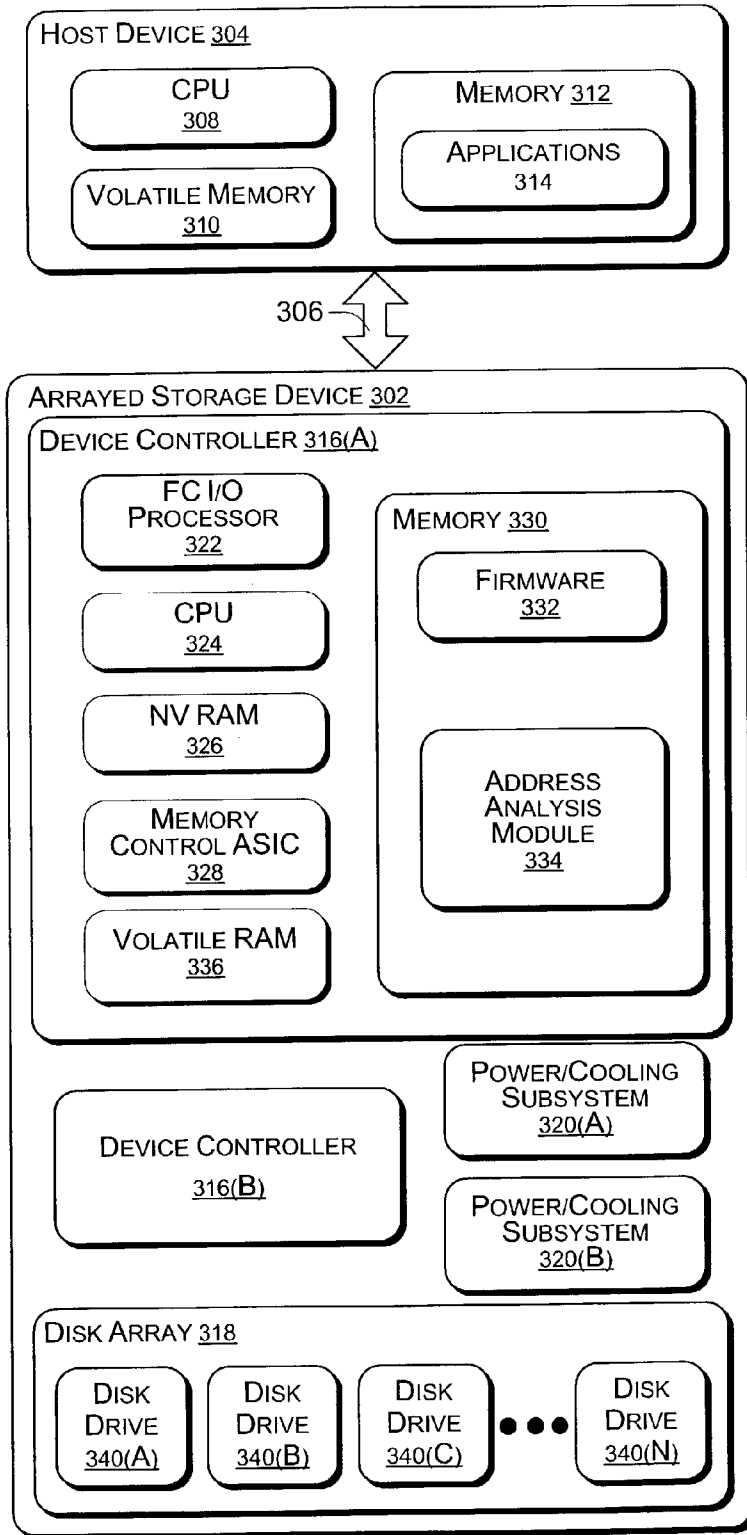 HOST DEVICE 304
CPU
308
VOLATILE MEMORY
310
MEMORY 312
APPLICATIONS
314
306
ARRAYED STORAGE DEVICE 302
DEVICE CONTROLLER 316(A)
FC I/O
PROCESSOR
322
CPU
324
NV RAM
326
MEMORY
CONTROL ASIC
328
VOLATILE RAM
336
MEMORY 330
FIRMWARE
332
ADDRESS
ANALYSIS
MODULE
334
DEVICE CONTROLLER
316(B)
POWER/COOLING
SUBSYSTEM
320(A)
POWER/COOLING
SUBSYSTEM
320(B)
DISK ARRAY 318
DISK
DRIVE
340(A)
DISK
DRIVE
340(B)
DISK
DRIVE
340(C)
DISK
DRIVE
340(N)